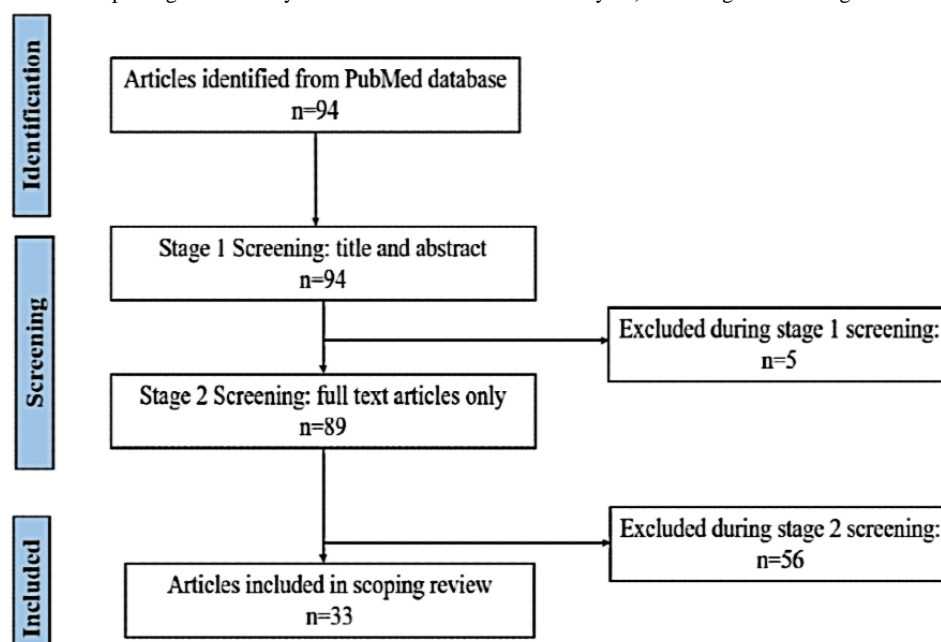 Identification
Articles identified from PubMed database
n=94
Screening
Stage 1 Screening: title and abstract
n=94
Excluded during stage 1 screening:
n=5
Stage 2 Screening: full text articles only
n=89
Included
Excluded during stage 2 screening:
n=56
Articles included in scoping review
n=33